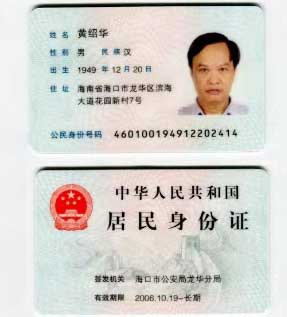 姓名 黄绍华
性别 男 民族 汉
出生 1949 年 12 月 20 日
住址 海南省海口市龙华区滨海
大道花园新村7号
公民身份号码 460100194912202414
中华人民共和国
居民身份证
签发机关 海口市公安局龙华分局
有效期限 2006.10.19-长期